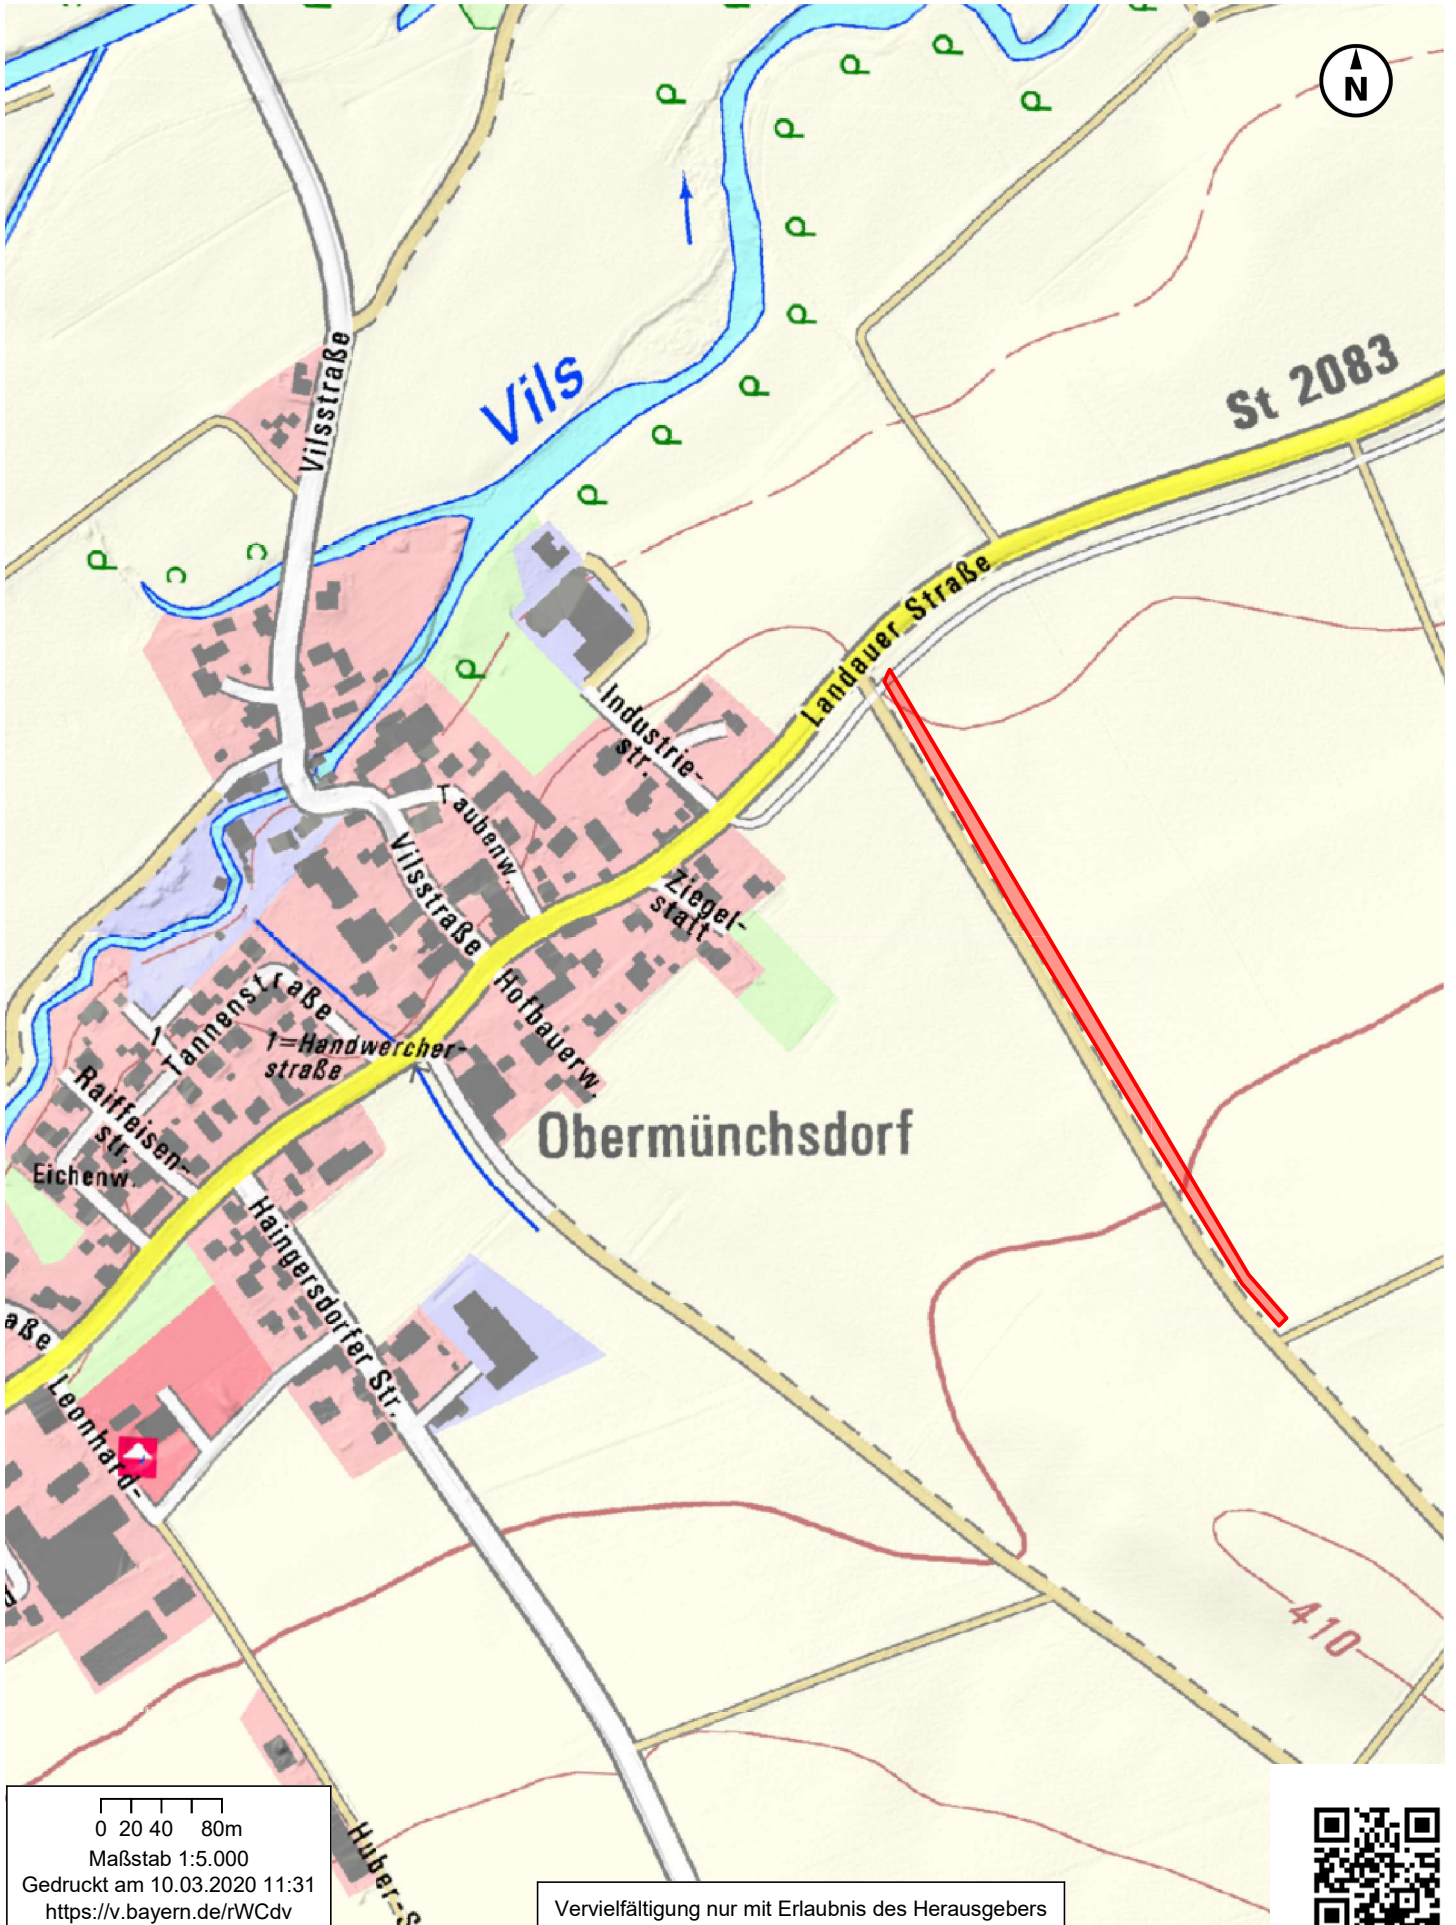 N
St 2083
Vilsstraße
Vils
Landauer Straße
Industrie-
str.
Taubenw.
Vilsstraße
Ziegel-
statt
Hofbauerw.
Tannenstraße
1
1=Handwercher-
straße
Raiffeisen-
str.
Eichenw.
Obermünchsdorf
Haingersdorfer Str.
aße
Leonhard-
410
Huber-S
0 20 40 80m
Maßstab 1:5.000
Gedruckt am 10.03.2020 11:31
https://v.bayern.de/rWCdv
Vervielfältigung nur mit Erlaubnis des Herausgebers